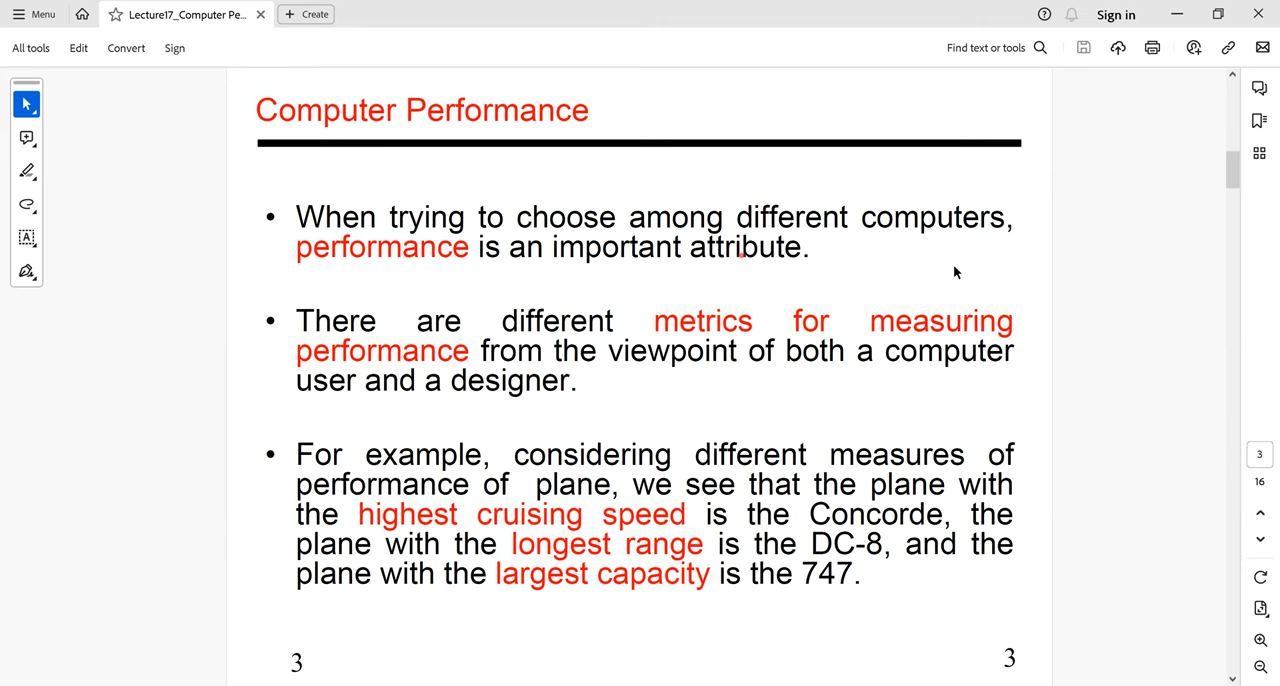 Menu
Lecture17_Computer Pe...
Create
Sign in
All tools
Edit
Convert
Sign
Find text or tools
Computer Performance
• When trying to choose among different computers,
performance is an important attribute.
• There are different metrics for measuring
performance from the viewpoint of both a computer
user and a designer.
• For example, considering different measures of
performance of plane, we see that the plane with
the highest cruising speed is the Concorde, the
plane with the longest range is the DC-8, and the
plane with the largest capacity is the 747.
3
3
3
16